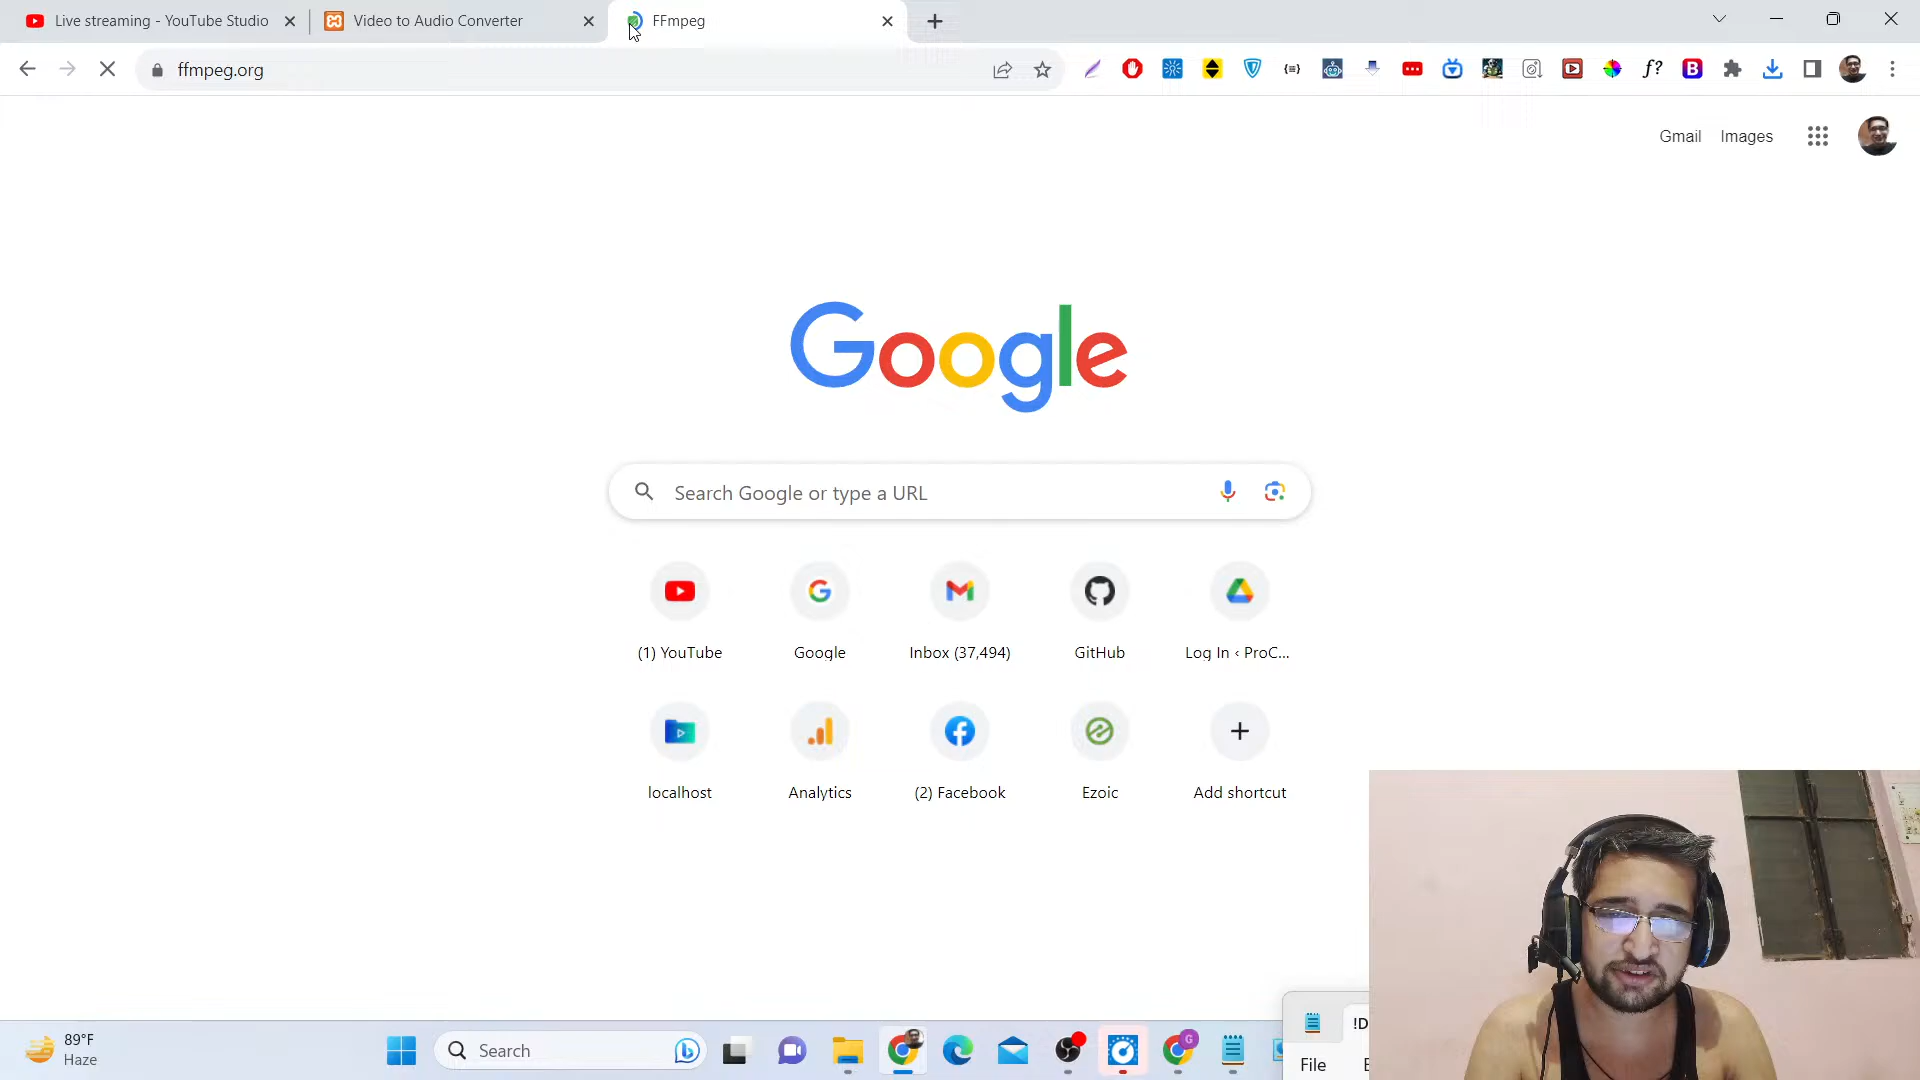 Live streaming - YouTube Studio
Video to Audio Converter
FFmpeg
ffmpeg.org
Gmail
Images
Google
Search Google or type a URL
(1) YouTube
Google
Inbox (37,494)
GitHub
Log In ‹ ProC...
localhost
Analytics
(2) Facebook
Ezoic
Add shortcut
89°F
Haze
Search
!D
File
E